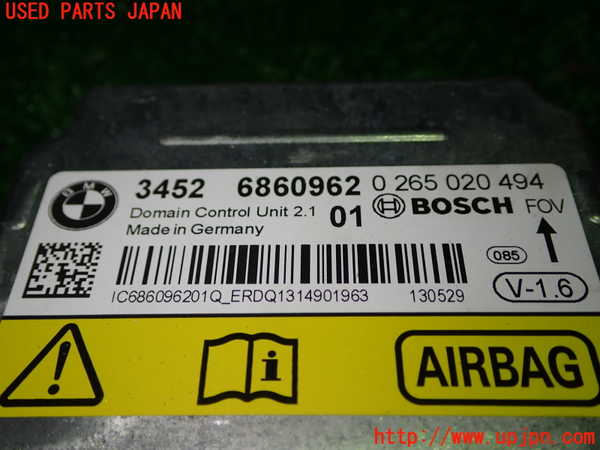 USED PARTS JAPAN
BMW
3452 6860962 0 265 020 494
Domain Control Unit 2.1 01 BOSCH FOV
Made in Germany
085
IC686096201Q_ERDQ1314901963 130529
V-1.6
i
AIRBAG
http://www.upjpn.com